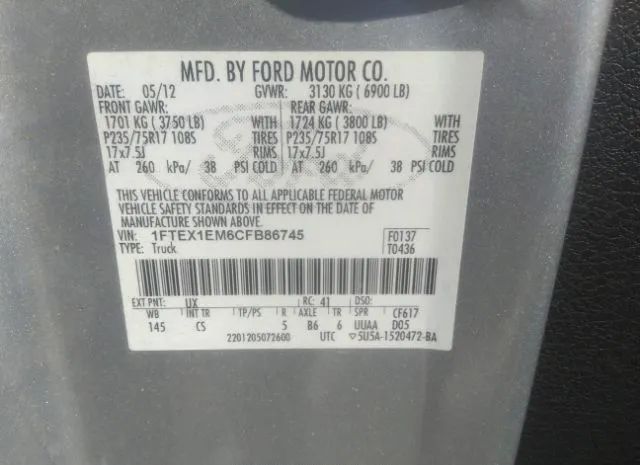 MFD. BY FORD MOTOR CO.
DATE: 05/12 GVWR: 3130 KG (6900 LB)
FRONT GAWR: REAR GAWR:
1701 KG (3750 LB) WITH 1724 KG (3800 LB) WITH
P235/75R17 108S TIRES P235/75R17 108S TIRES
17x7.5J RIMS 17x7.5J RIMS
AT 260 kPa/ 38 PSI COLD AT 260 kPa/ 38 PSI COLD
THIS VEHICLE CONFORMS TO ALL APPLICABLE FEDERAL MOTOR
VEHICLE SAFETY STANDARDS IN EFFECT ON THE DATE OF
MANUFACTURE SHOWN ABOVE.
VIN: 1FTEX1EM6CFB86745 F0137
TYPE: Truck T0436
EXT PNT: UX RC: 41 DSO:
WB INT TR TP/PS R AXLE TR SPR CF617
145 CS 5 B6 6 UUAA D05
2201205072600 UTC ▽5U5A-1520472-BA